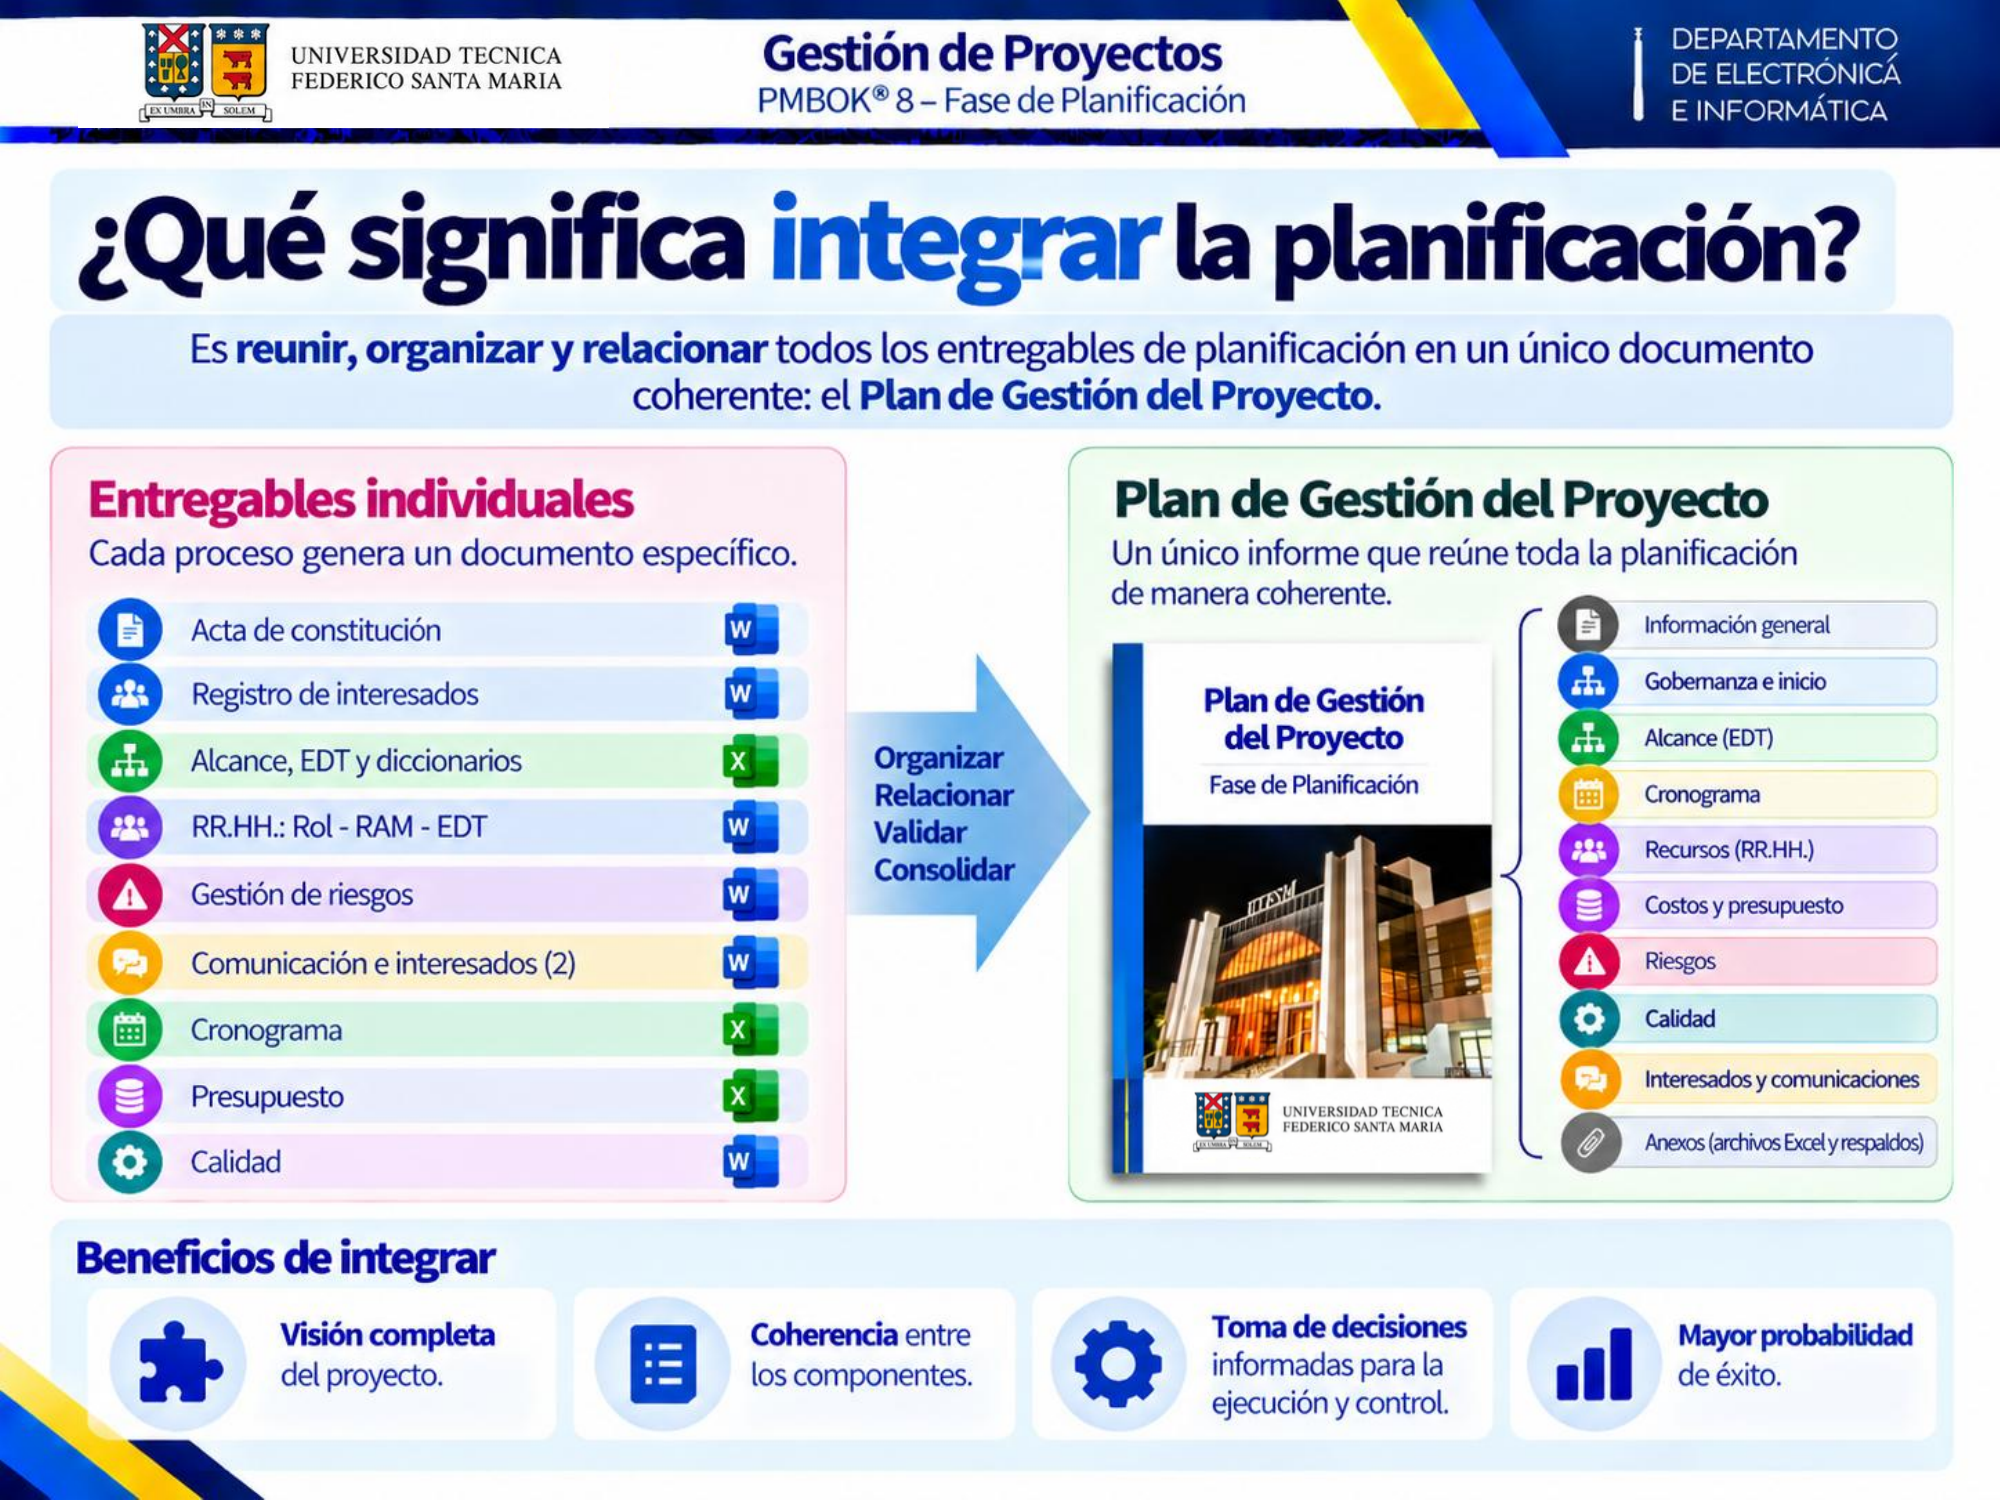 UNIVERSIDAD TECNICA
FEDERICO SANTA MARIA
EX UMBRA IN SOLEM
Gestión de Proyectos
PMBOK® 8 – Fase de Planificación
DEPARTAMENTO
DE ELECTRÓNICA
E INFORMÁTICA
¿Qué significa integrar la planificación?
Es reunir, organizar y relacionar todos los entregables de planificación en un único documento
coherente: el Plan de Gestión del Proyecto.
Entregables individuales
Cada proceso genera un documento específico.
Acta de constitución
W
Registro de interesados
W
Alcance, EDT y diccionarios
X
RR.HH.: Rol - RAM - EDT
W
Gestión de riesgos
W
Comunicación e interesados (2)
W
Cronograma
X
Presupuesto
X
Calidad
W
Organizar
Relacionar
Validar
Consolidar
Plan de Gestión del Proyecto
Un único informe que reúne toda la planificación
de manera coherente.
Plan de Gestión
del Proyecto
Fase de Planificación
UTFSM
UNIVERSIDAD TECNICA
FEDERICO SANTA MARIA
Información general
Gobernanza e inicio
Alcance (EDT)
Cronograma
Recursos (RR.HH.)
Costos y presupuesto
Riesgos
Calidad
Interesados y comunicaciones
Anexos (archivos Excel y respaldos)
Beneficios de integrar
Visión completa
del proyecto.
Coherencia entre
los componentes.
Toma de decisiones
informadas para la
ejecución y control.
Mayor probabilidad
de éxito.